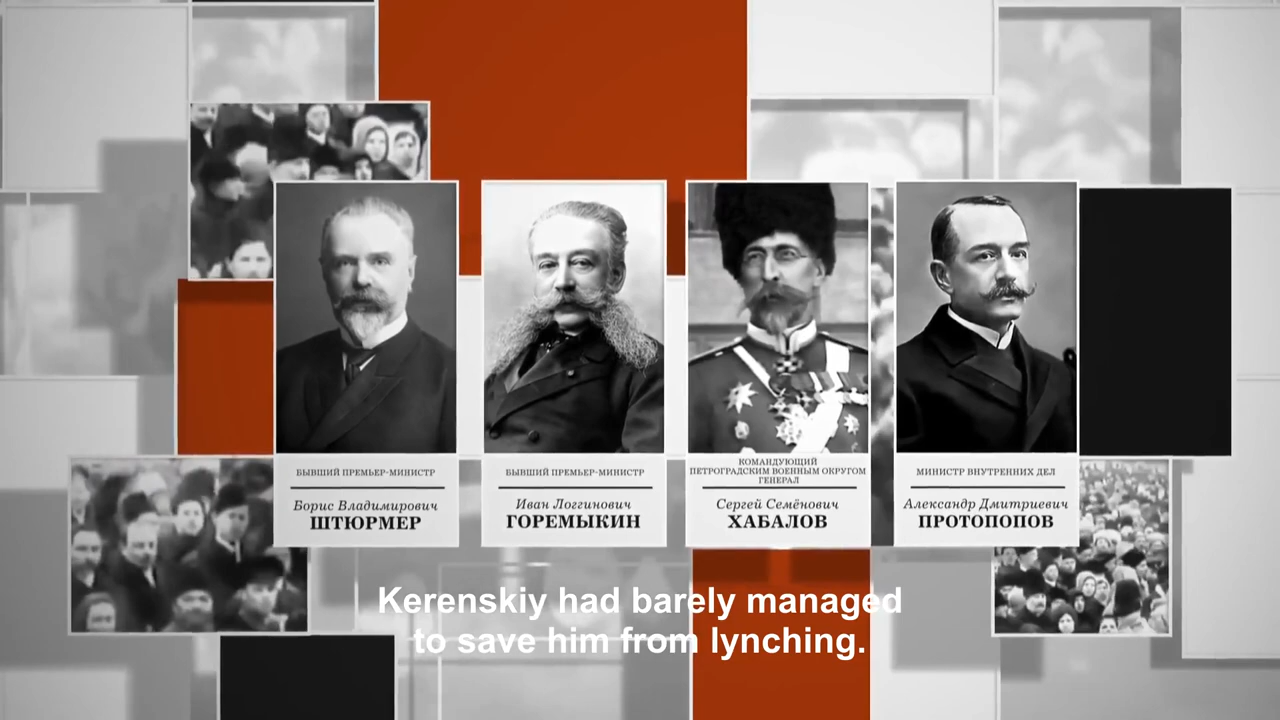 БЫВШИЙ ПРЕМЬЕР-МИНИСТР
Борис Владимирович
ШТЮРМЕР
БЫВШИЙ ПРЕМЬЕР-МИНИСТР
Иван Логгинович
ГОРЕМЫКИН
КОМАНДУЮЩИЙ
ПЕТРОГРАДСКИМ ВОЕННЫМ ОКРУГОМ
ГЕНЕРАЛ
Сергей Семёнович
ХАБАЛОВ
МИНИСТР ВНУТРЕННИХ ДЕЛ
Александр Дмитриевич
ПРОТОПОПОВ
Kerenskiy had barely managed
to save him from lynching.